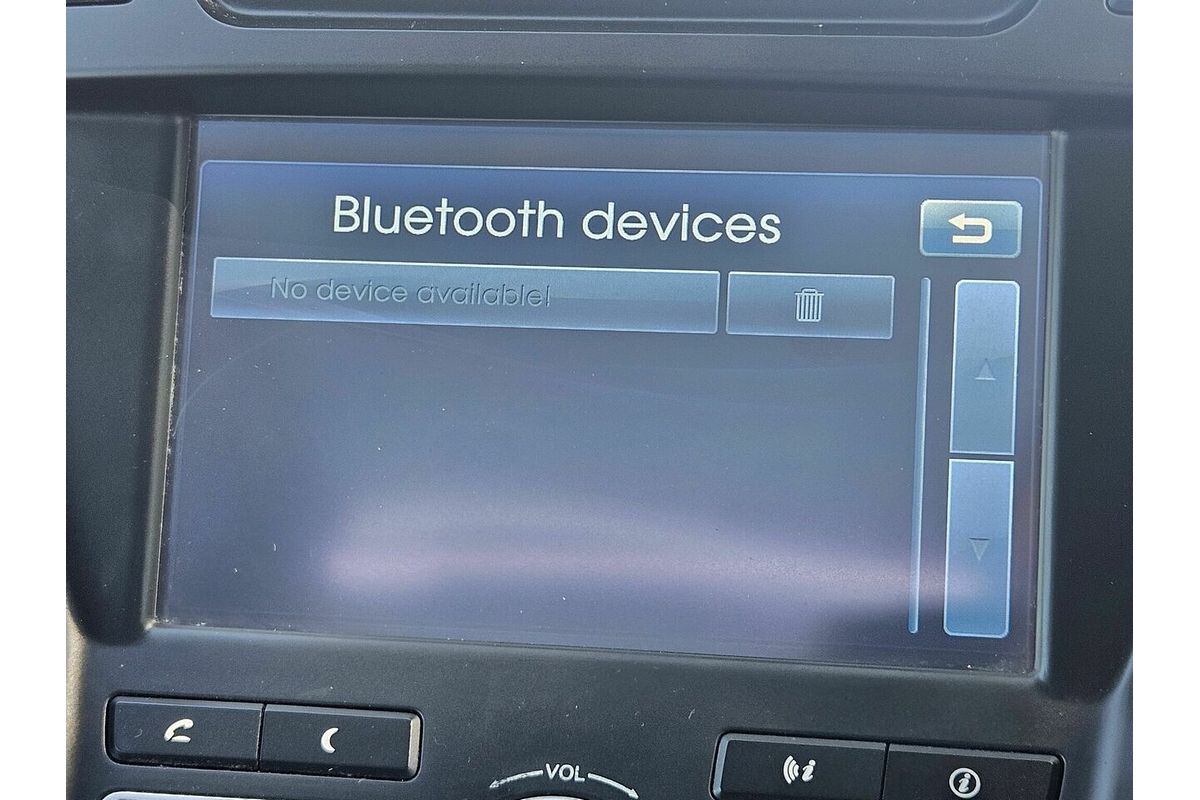 Bluetooth devices
No device available!
VOL
i
i